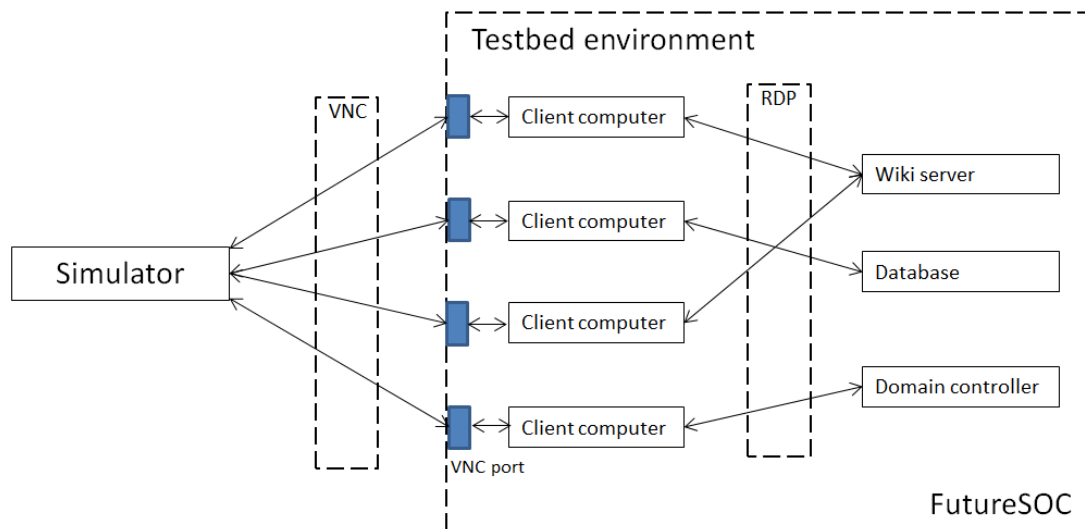 Testbed environment
VNC
RDP
Client computer
Wiki server
Client computer
Simulator
Database
Client computer
Domain controller
Client computer
VNC port
FutureSOC